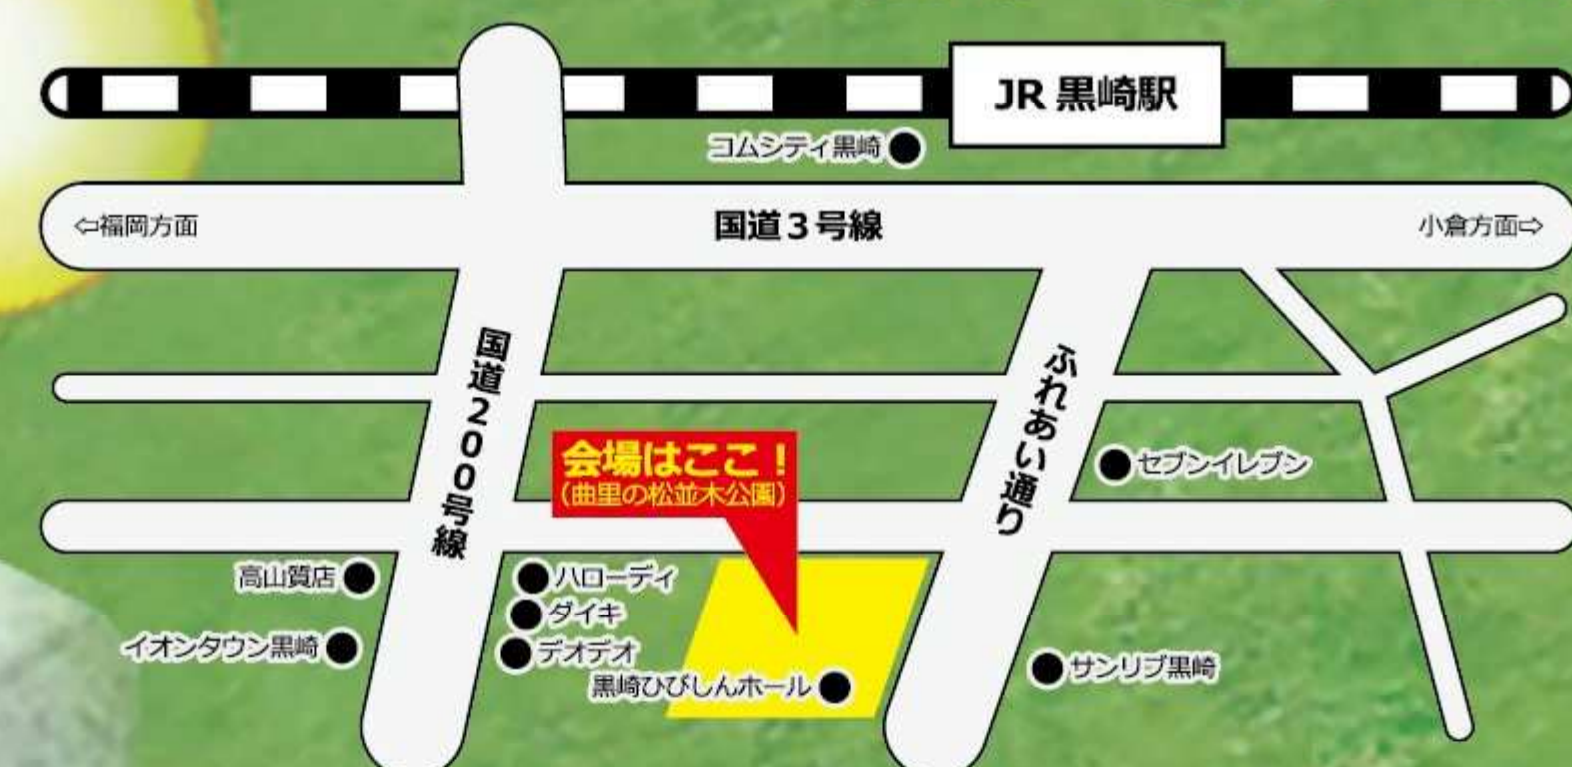 JR 黒崎駅
コムシティ黒崎
⇦福岡方面
国道3号線
小倉方面⇨
国道200号線
ふれあい通り
会場はここ！
（曲里の松並木公園）
セブンイレブン
高山質店
ハローディ
ダイキ
イオンタウン黒崎
デオデオ
黒崎ひびしんホール
サンリブ黒崎